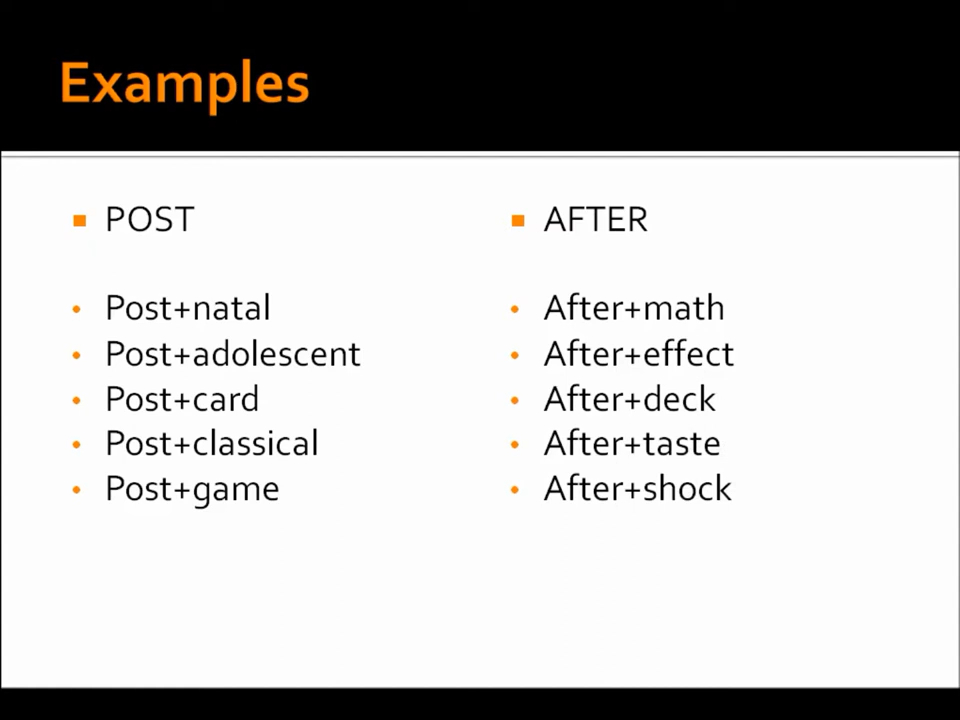 Examples
POST
Post+natal
Post+adolescent
Post+card
Post+classical
Post+game
AFTER
After+math
After+effect
After+deck
After+taste
After+shock